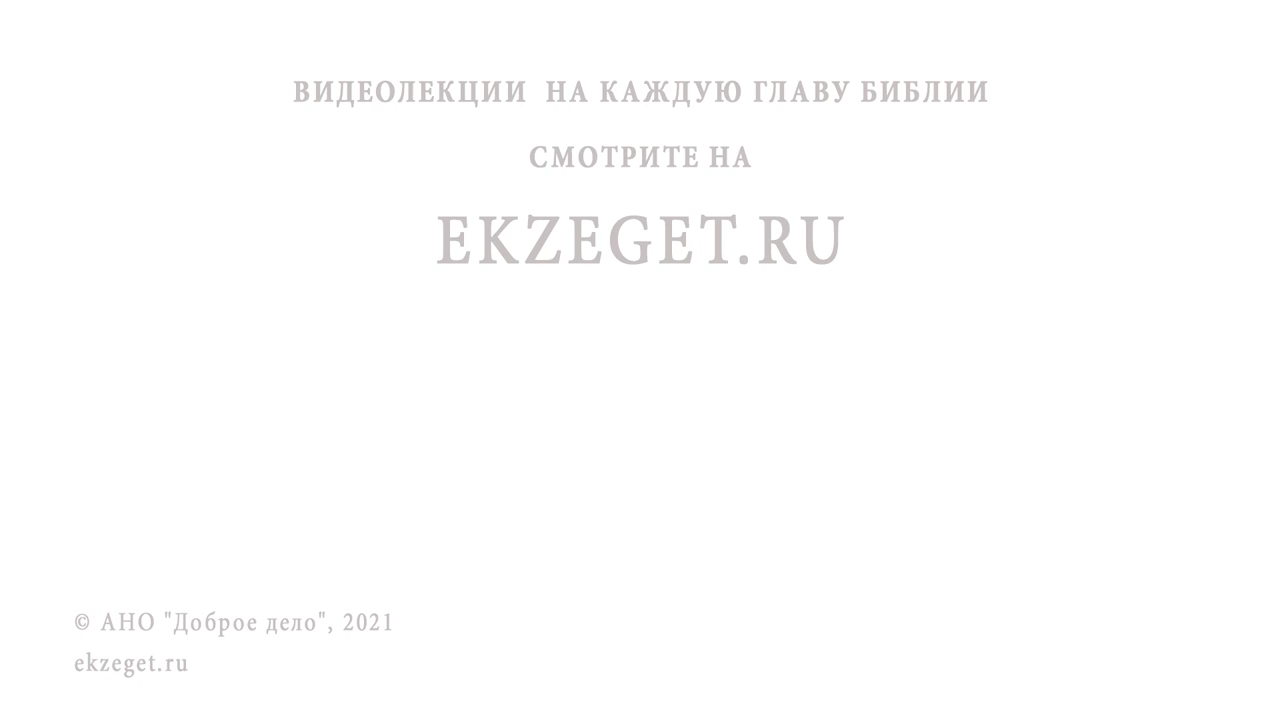 ВИДЕОЛЕКЦИИ НА КАЖДУЮ ГЛАВУ БИБЛИИ
СМОТРИТЕ НА
EKZEGET.RU
© АНО "Доброе дело", 2021
ekzeget.ru